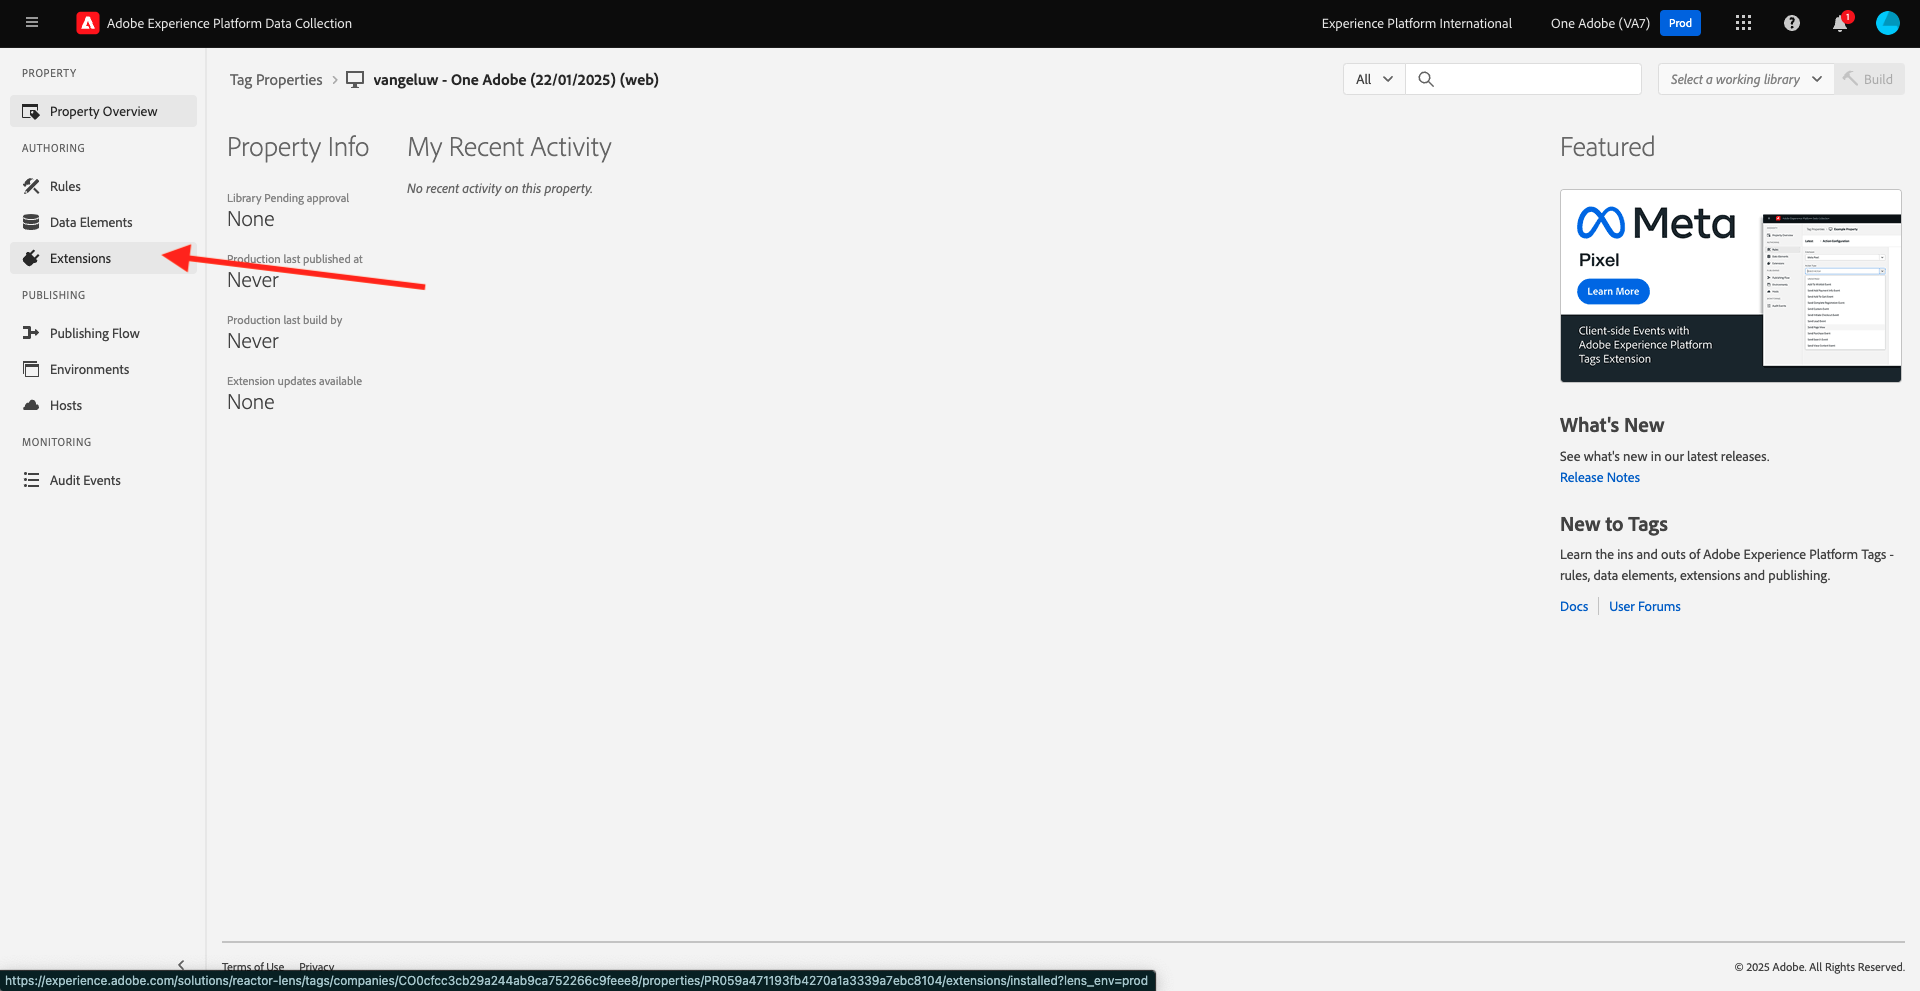 Adobe Experience Platform Data Collection
Experience Platform International
One Adobe (VA7)
Prod
1
PROPERTY
Property Overview
AUTHORING
Rules
Data Elements
Extensions
PUBLISHING
Publishing Flow
Environments
Hosts
MONITORING
Audit Events
Tag Properties > vangeluw - One Adobe (22/01/2025) (web)
All
Select a working library
Build
Property Info
Library Pending approval
None
Production last published at
Never
Production last build by
Never
Extension updates available
None
My Recent Activity
No recent activity on this property.
Featured
Meta
Pixel
Learn More
Client-side Events with
Adobe Experience Platform
Tags Extension
What's New
See what's new in our latest releases.
Release Notes
New to Tags
Learn the ins and outs of Adobe Experience Platform Tags -
rules, data elements, extensions and publishing.
Docs
User Forums
Terms of Use
Privacy
© 2025 Adobe. All Rights Reserved.
https://experience.adobe.com/solutions/reactor-lens/tags/companies/CO0cfcc3cb29a244ab9ca752266c9feee8/properties/PR059a471193fb4270a1a3339a7ebc8104/extensions/installed?lens_env=prod